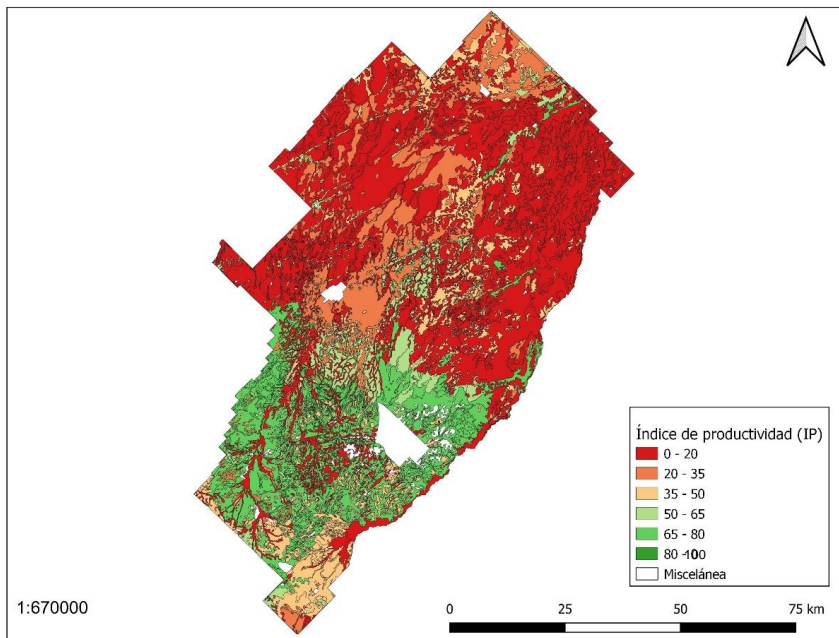 Índice de productividad (IP)
0 - 20
20 - 35
35 - 50
50 - 65
65 - 80
80 -100
Miscelánea
1:670000
0 25 50 75 km